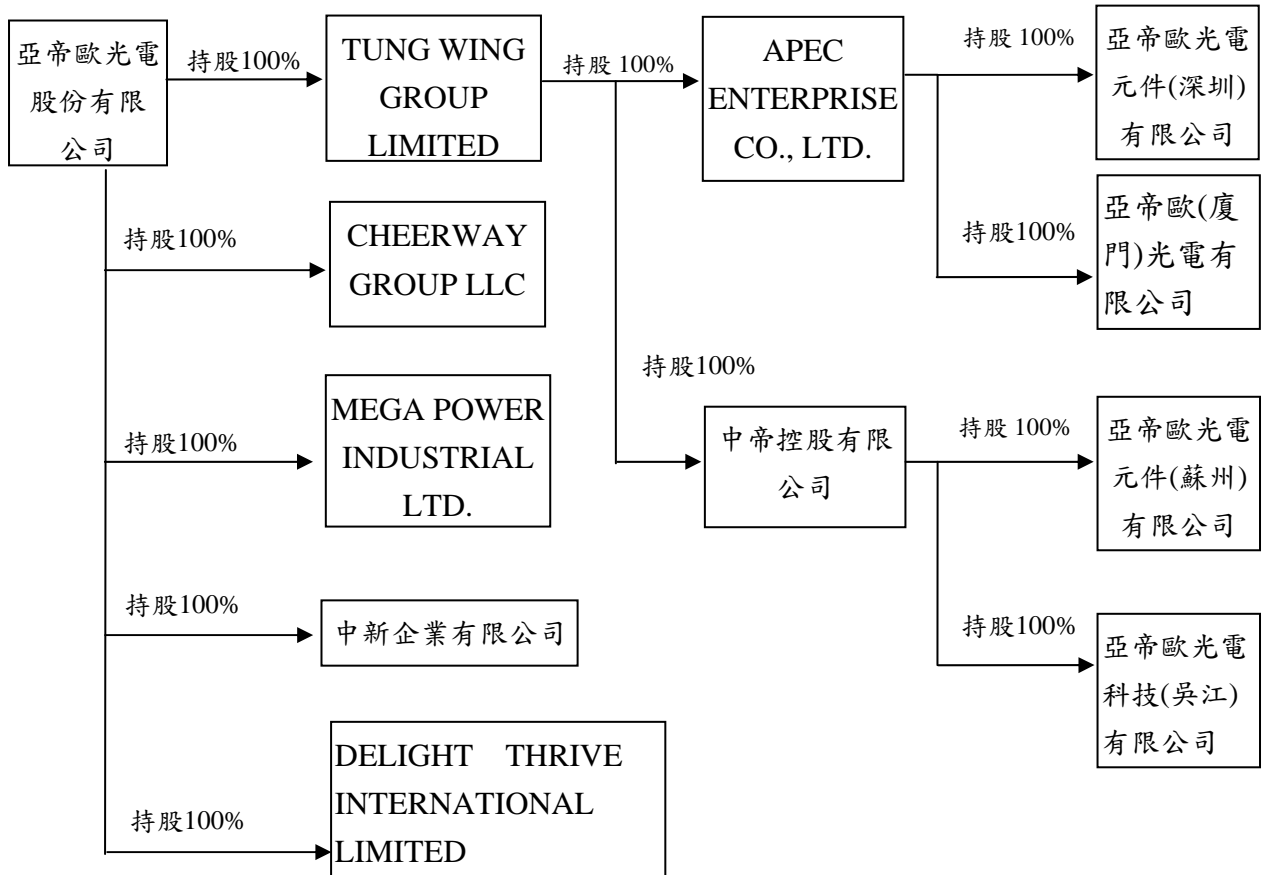 亞帝歐光電
股份有限
公司
持股100%
TUNG WING
GROUP
LIMITED
持股 100%
APEC
ENTERPRISE
CO., LTD.
持股 100%
亞帝歐光電
元件(深圳)
有限公司
持股100%
亞帝歐(廈
門)光電有
限公司
持股100%
CHEERWAY
GROUP LLC
持股100%
中帝控股有限
公司
持股 100%
亞帝歐光電
元件(蘇州)
有限公司
持股100%
亞帝歐光電
科技(吳江)
有限公司
持股100%
MEGA POWER
INDUSTRIAL
LTD.
持股100%
中新企業有限公司
持股100%
DELIGHT THRIVE
INTERNATIONAL
LIMITED